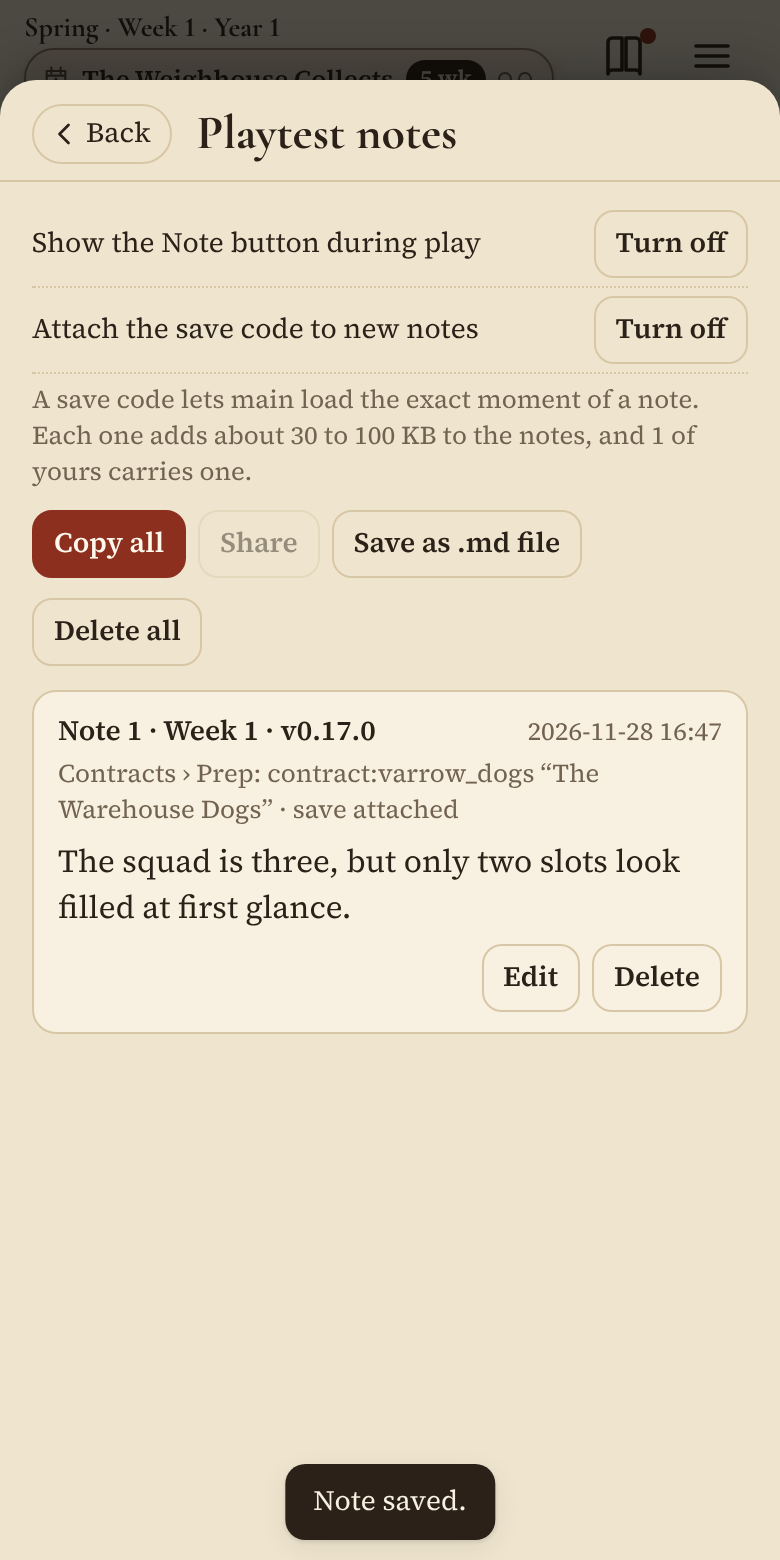 Spring · Week 1 · Year 1
The Weighhouse Collects 5 wk
Back
Playtest notes
Show the Note button during play
Turn off
Attach the save code to new notes
Turn off
A save code lets main load the exact moment of a note.
Each one adds about 30 to 100 KB to the notes, and 1 of
yours carries one.
Copy all
Share
Save as .md file
Delete all
Note 1 · Week 1 · v0.17.0
2026-11-28 16:47
Contracts › Prep: contract:varrow_dogs “The
Warehouse Dogs” · save attached
The squad is three, but only two slots look
filled at first glance.
Edit
Delete
Note saved.